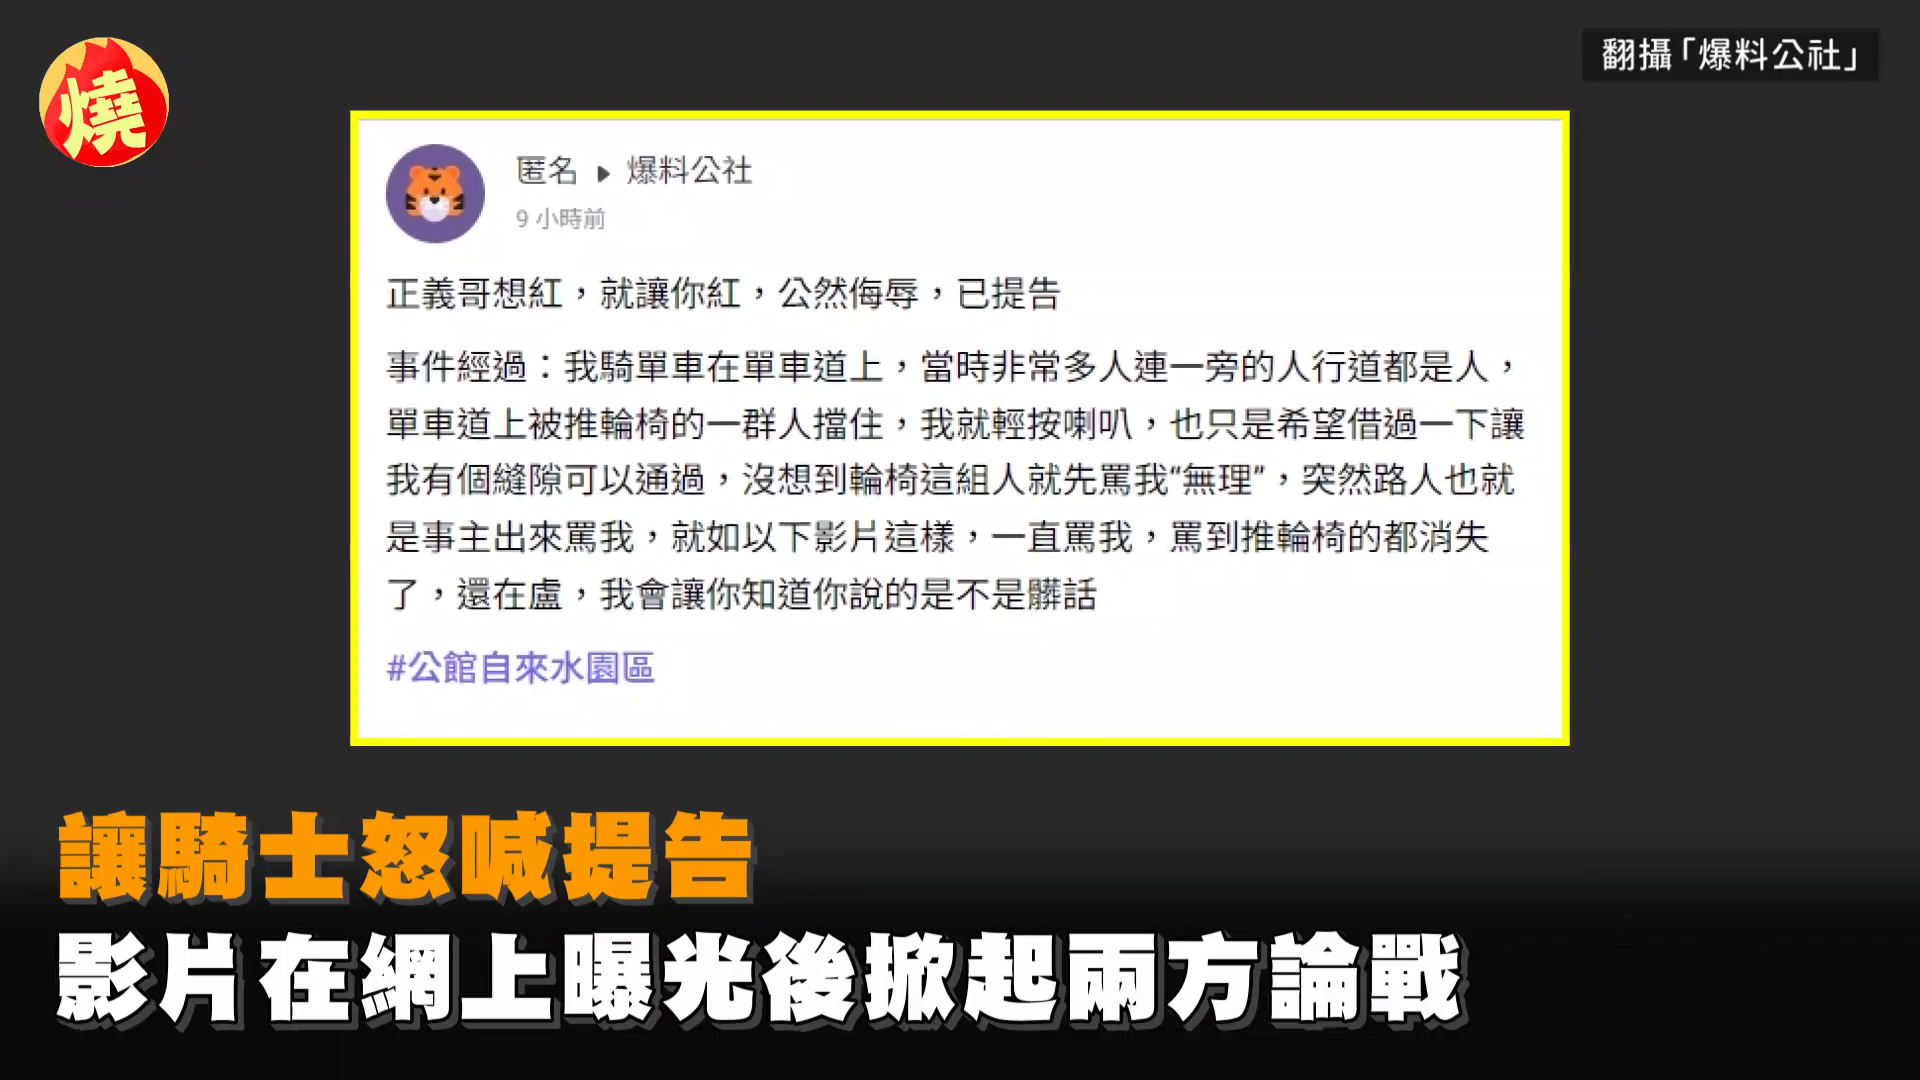 燒
翻攝「爆料公社」
匿名 ▶ 爆料公社
9 小時前
正義哥想紅，就讓你紅，公然侮辱，已提告
事件經過：我騎單車在單車道上，當時非常多人連一旁的人行道都是人，
單車道上被推輪椅的一群人擋住，我就輕按喇叭，也只是希望借過一下讓
我有個縫隙可以通過，沒想到輪椅這組人就先罵我“無理”，突然路人也就
是事主出來罵我，就如以下影片這樣，一直罵我，罵到推輪椅的都消失
了，還在盧，我會讓你知道你說的是不是髒話
#公館自來水園區
讓騎士怒喊提告
影片在網上曝光後掀起兩方論戰